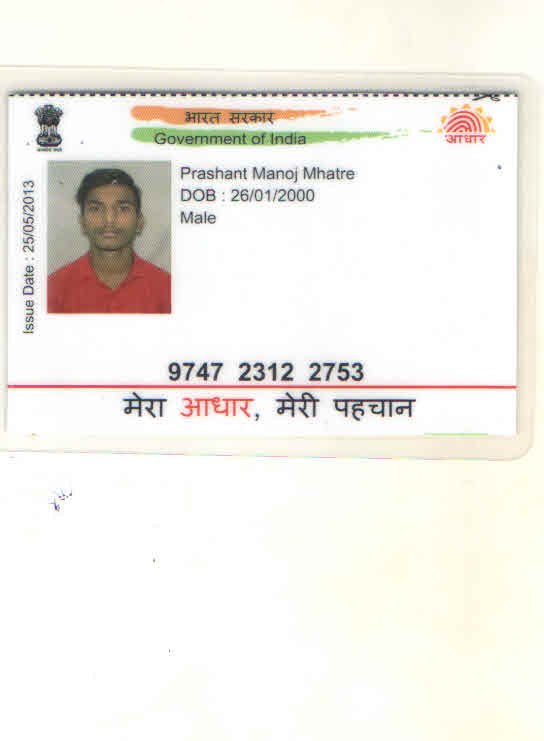 भारत सरकार
Government of India
आधार
Prashant Manoj Mhatre
DOB : 26/01/2000
Male
Issue Date : 25/05/2013
9747 2312 2753
मेरा आधार, मेरी पहचान